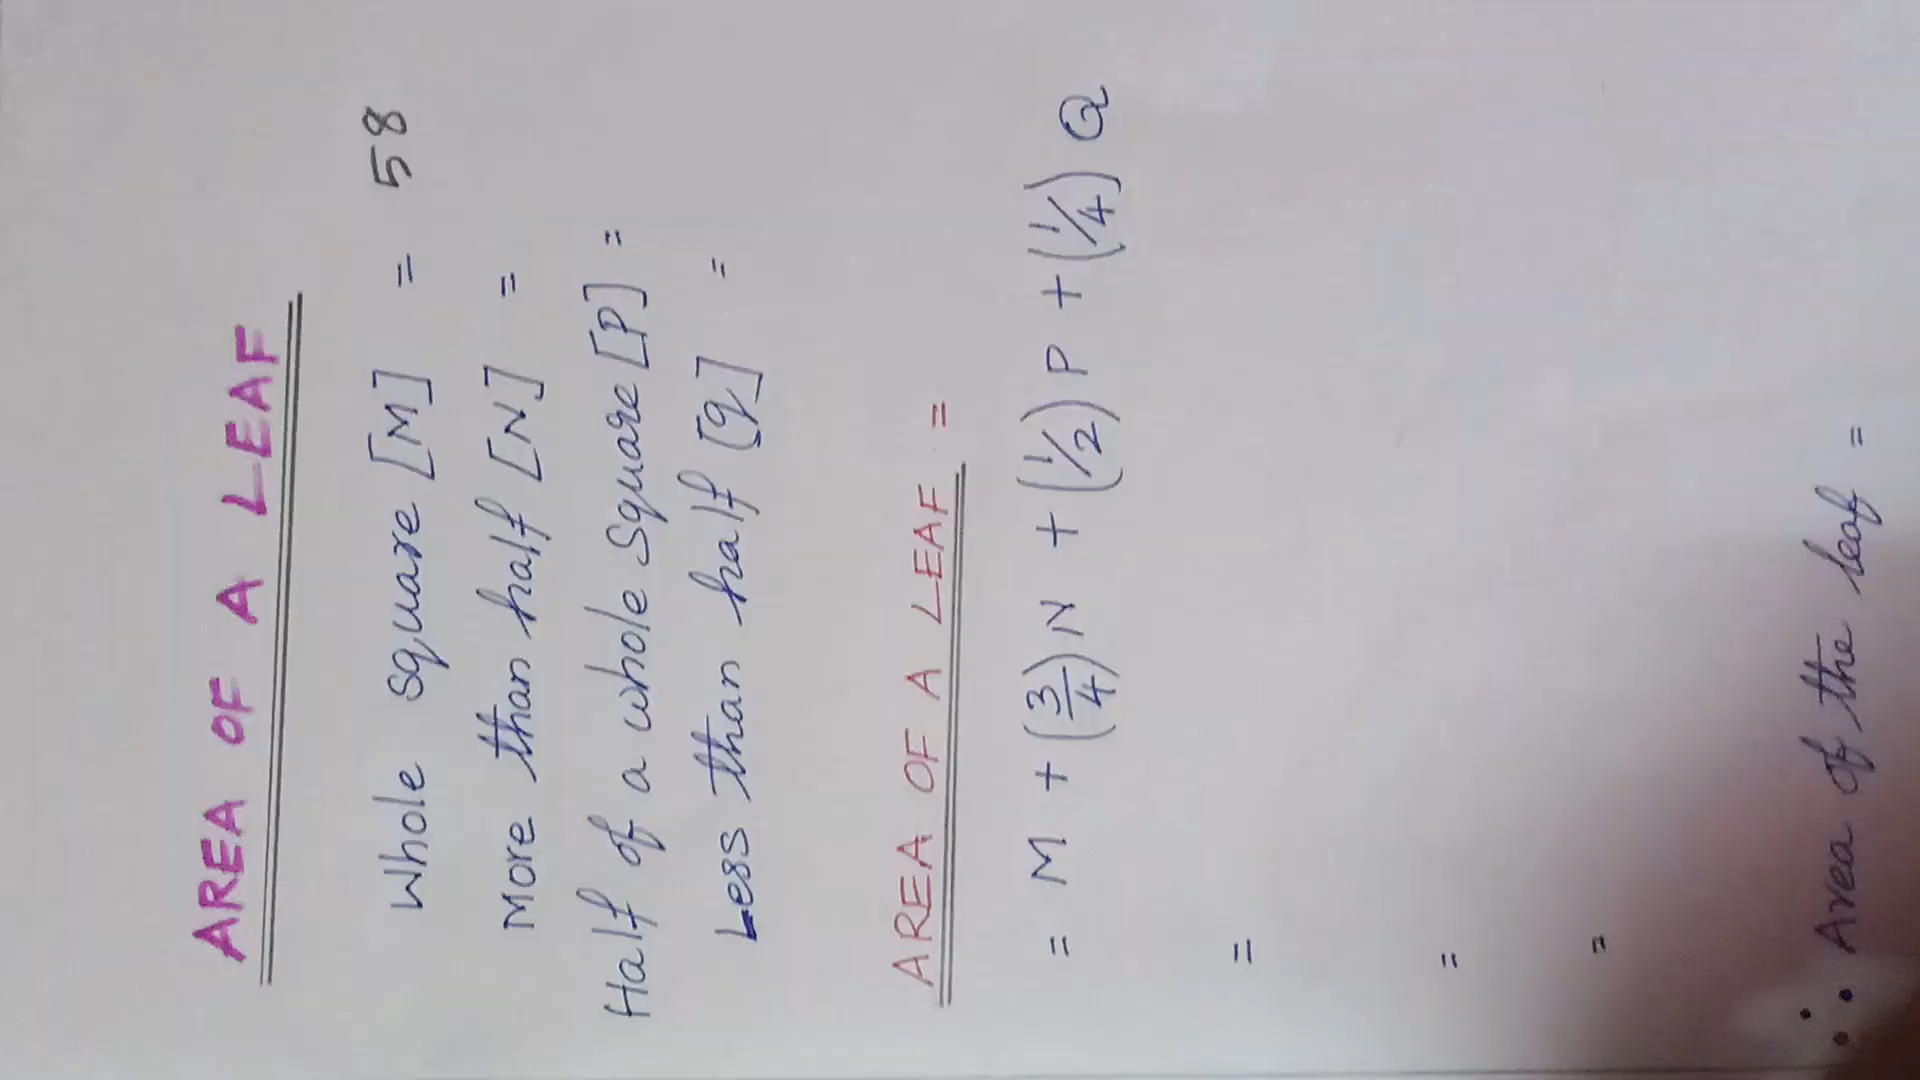 AREA OF A LEAF
Whole square [M] = 58
More than half [N] =
Half of a whole square [P] =
Less than half [q] =
AREA OF A LEAF =
= M + (3/4) N + (1/2) P + (1/4) Q
=
=
=
∴ Area of the leaf =